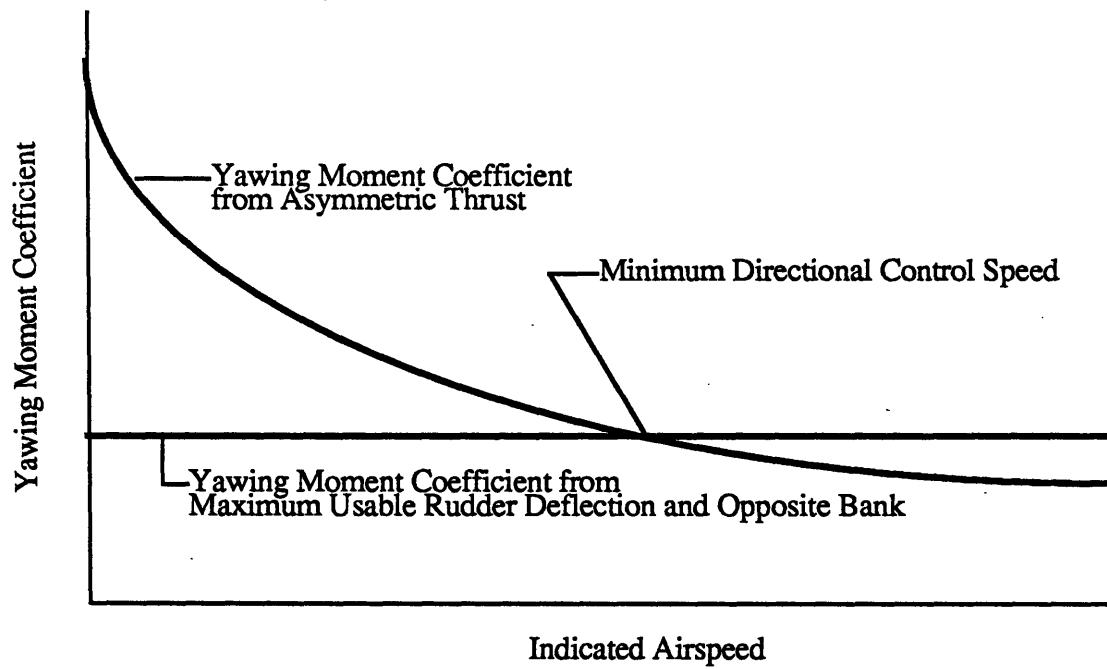 Yawing Moment Coefficient
Yawing Moment Coefficient
from Asymmetric Thrust
Minimum Directional Control Speed
Yawing Moment Coefficient from
Maximum Usable Rudder Deflection and Opposite Bank
Indicated Airspeed